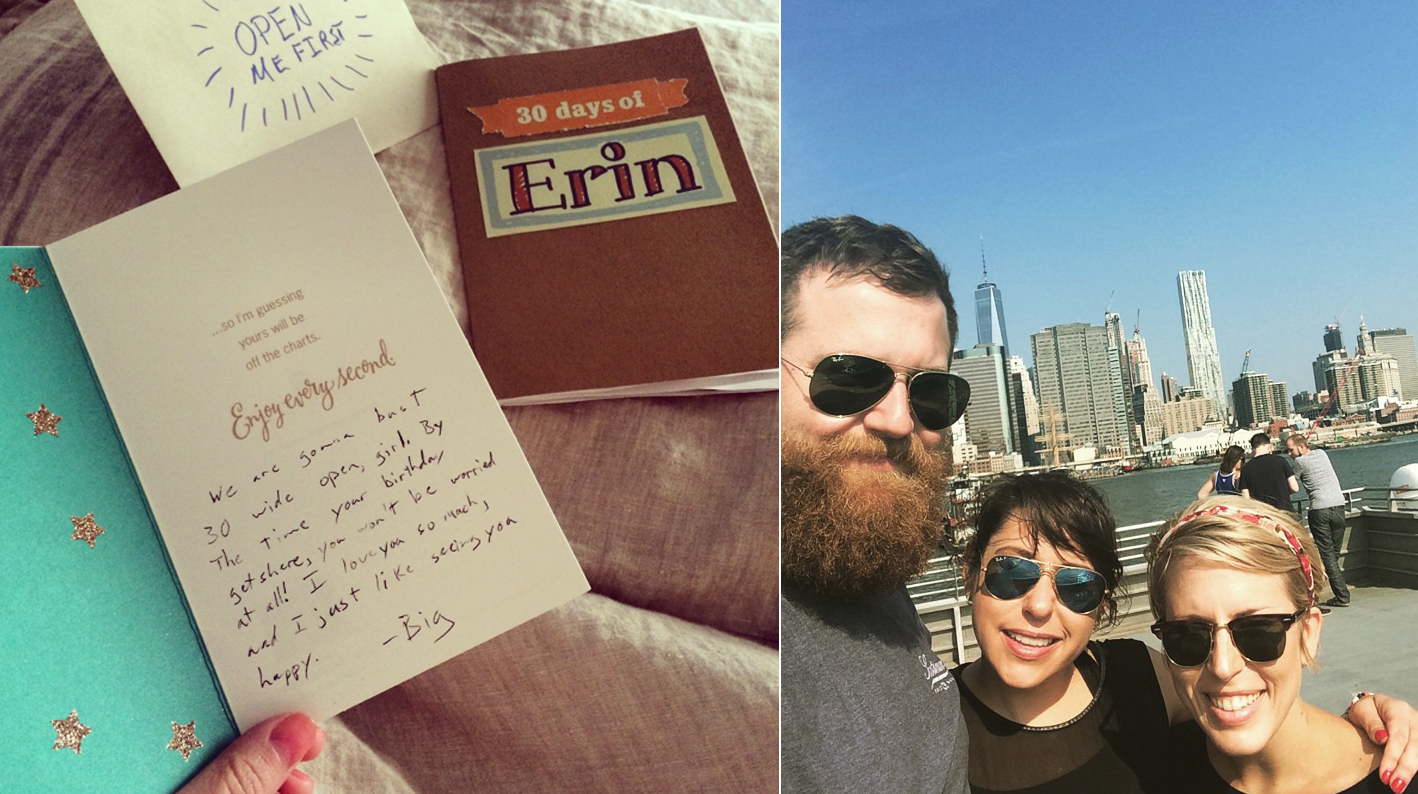 OPEN
ME FIRST
30 days of
Erin
...so I'm guessing
yours will be
off the charts.
Enjoy every second.
We are gonna bust
30 wide open, girl. By
The Time your birthday
gets here, you won't be worried
at all! I love you so much,
and I just like seeing you
happy.
-Big
Ray-Ban